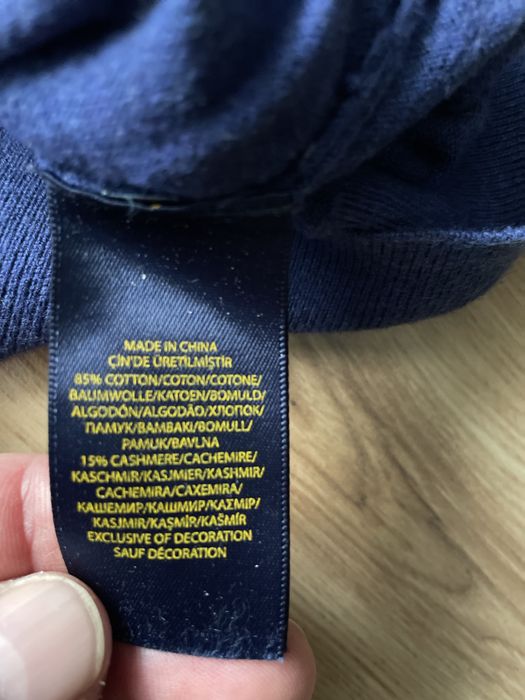 MADE IN CHINA
ÇİN'DE ÜRETİLMİŞTİR
85% COTTON/COTON/COTONE/
BAUMWOLLE/KATOEN/BOMULD/
ALGODÓN/ALGODÃO/ХЛОПОК/
ПАМУК/BAMBAKI/BOMULL/
PAMUK/BAVLNA
15% CASHMERE/CACHEMIRE/
KASCHMIR/KASJMIER/KASHMIR/
CACHEMIRA/CAXEMIRA/
КАШЕМИР/КАШМИР/ΚΑΣΜΙΡ/
KASJMIR/KAŞMİR/KAŠMÍR
EXCLUSIVE OF DECORATION
SAUF DÉCORATION